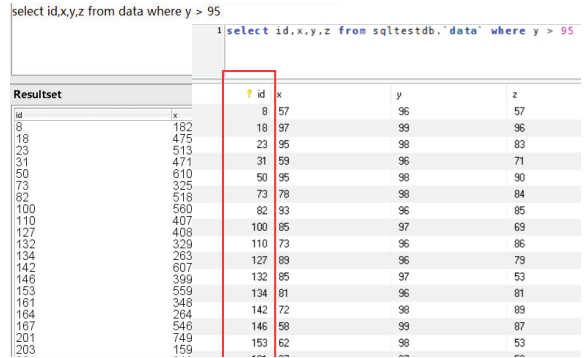 select id,x,y,z from data where y > 95
1 select id,x,y,z from sqltestdb.`data` where y > 95
Resultset
id x
8 182
18 475
23 513
31 471
50 610
73 325
82 518
100 560
110 407
127 408
132 329
134 263
142 607
146 399
153 559
161 348
164 264
167 546
201 749
203 159
id x y z
8 57 96 57
18 97 99 96
23 95 98 83
31 59 96 71
50 95 98 90
73 78 98 84
82 93 96 85
100 85 97 69
110 73 96 86
127 89 96 79
132 85 97 53
134 81 96 81
142 72 98 89
146 58 99 87
153 62 98 53